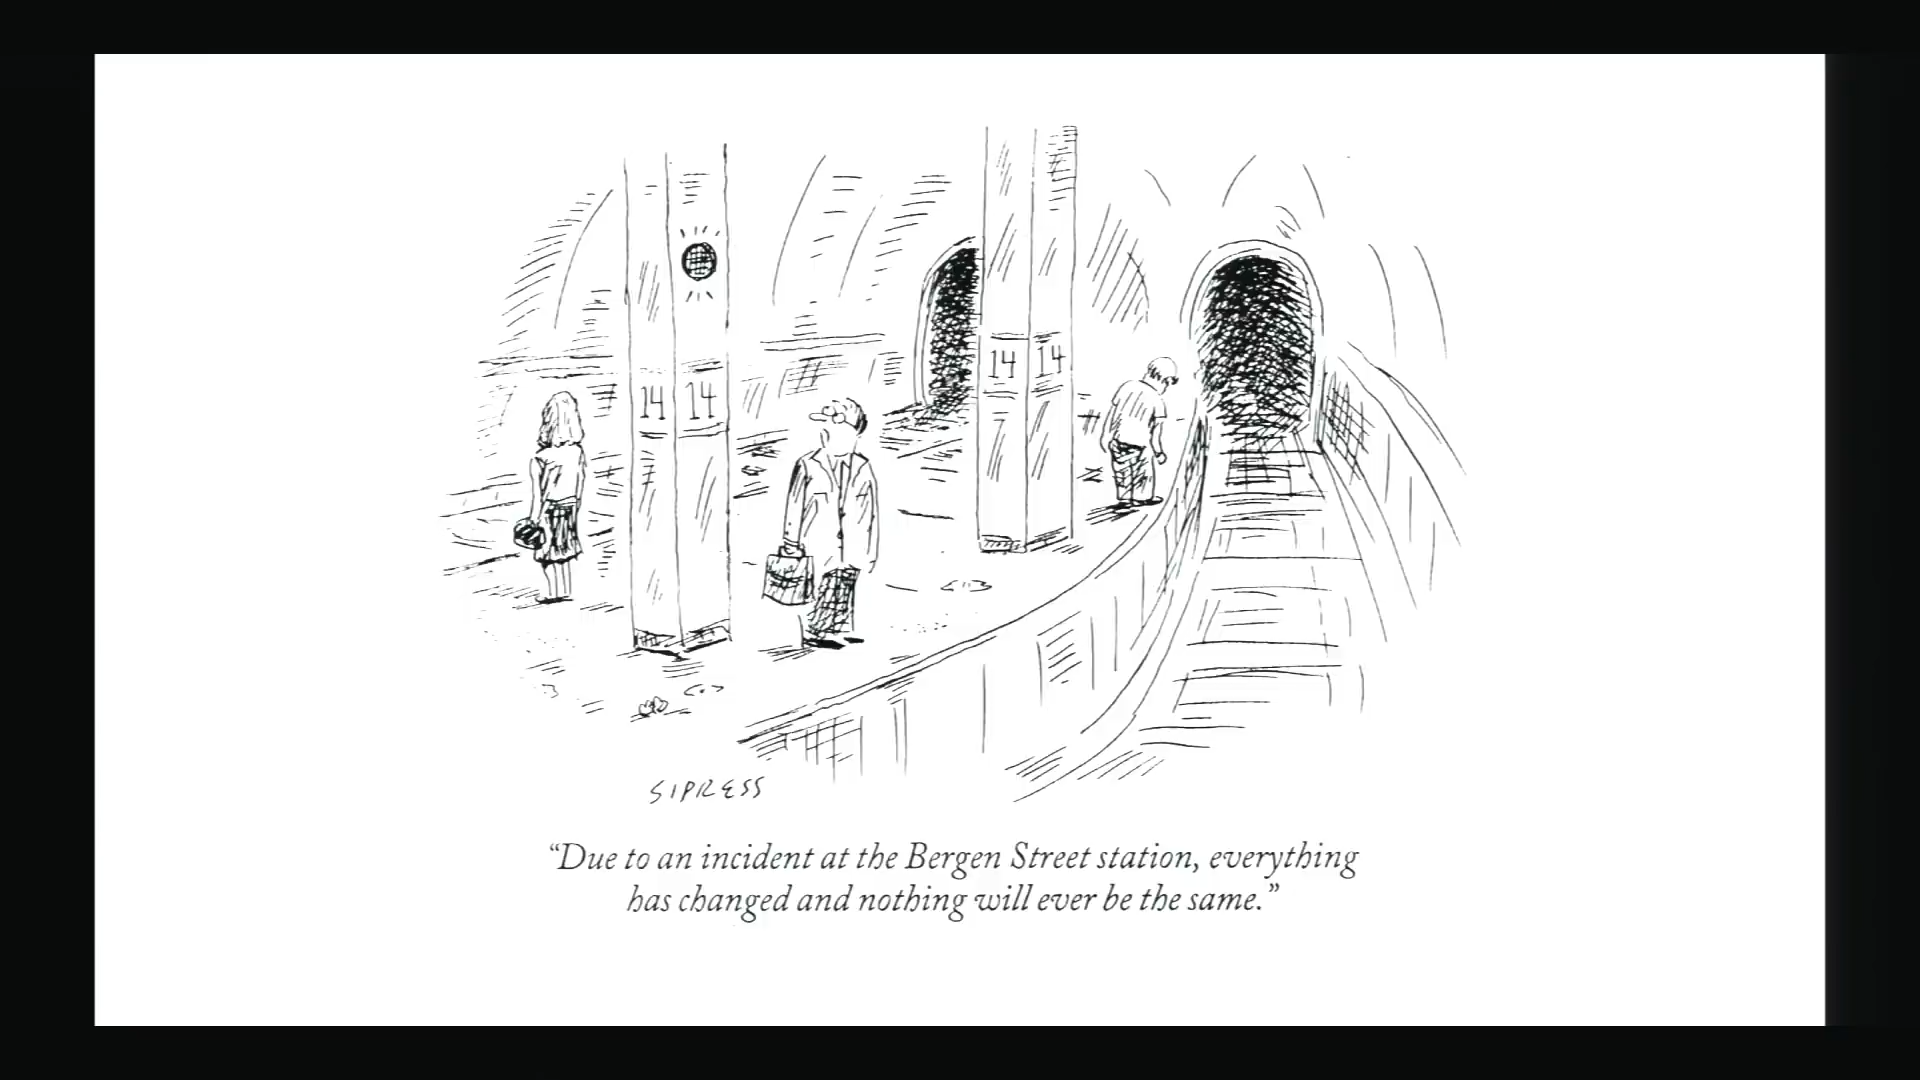 14 14
14 14
SIPRESS
“Due to an incident at the Bergen Street station, everything
has changed and nothing will ever be the same.”